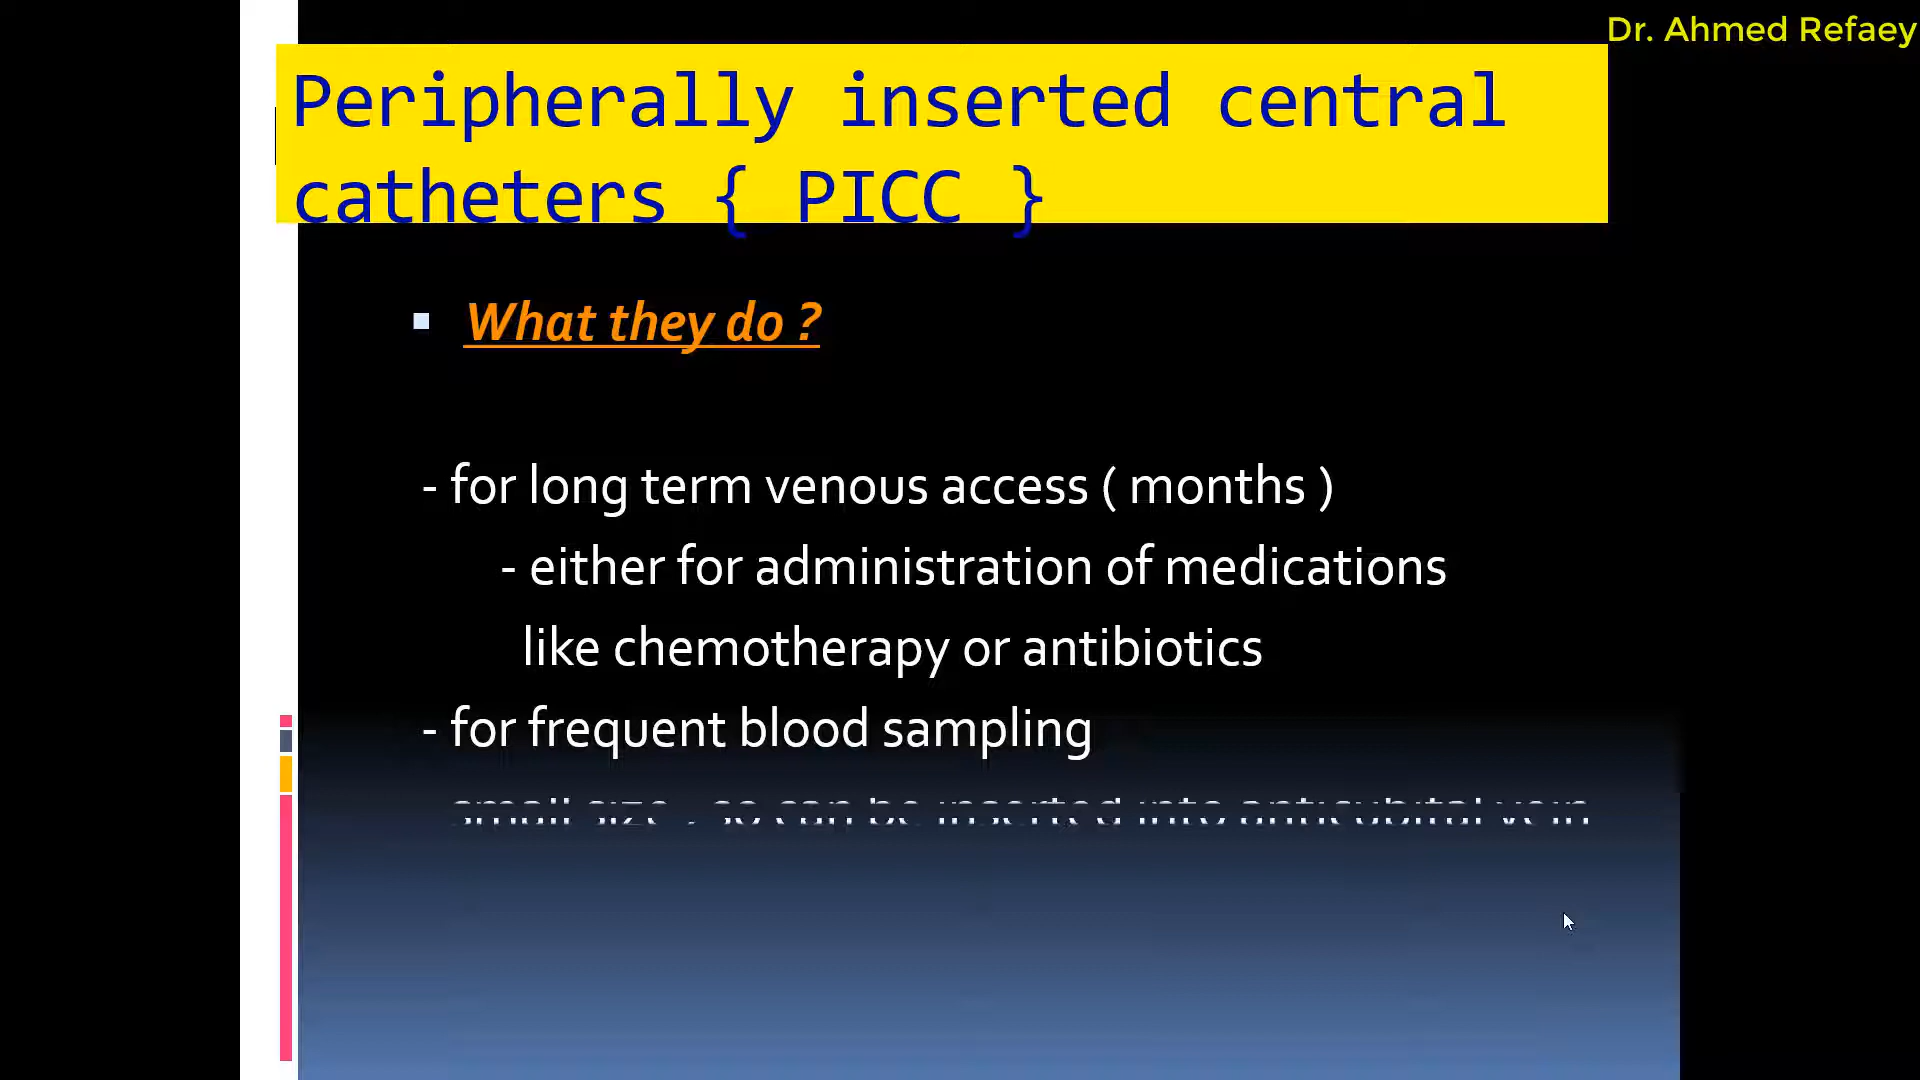 Dr. Ahmed Refaey
Peripherally inserted central
catheters { PICC }
What they do ?
- for long term venous access ( months )
- either for administration of medications
like chemotherapy or antibiotics
- for frequent blood sampling
small size , so can be inserted into anticubital vein